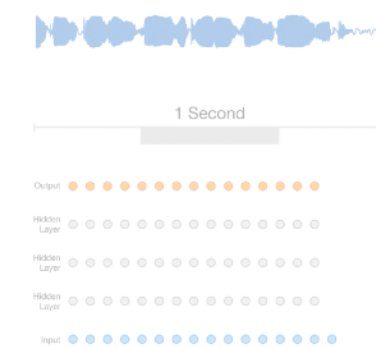 1 Second
Output
Hidden
Layer
Hidden
Layer
Hidden
Layer
Input